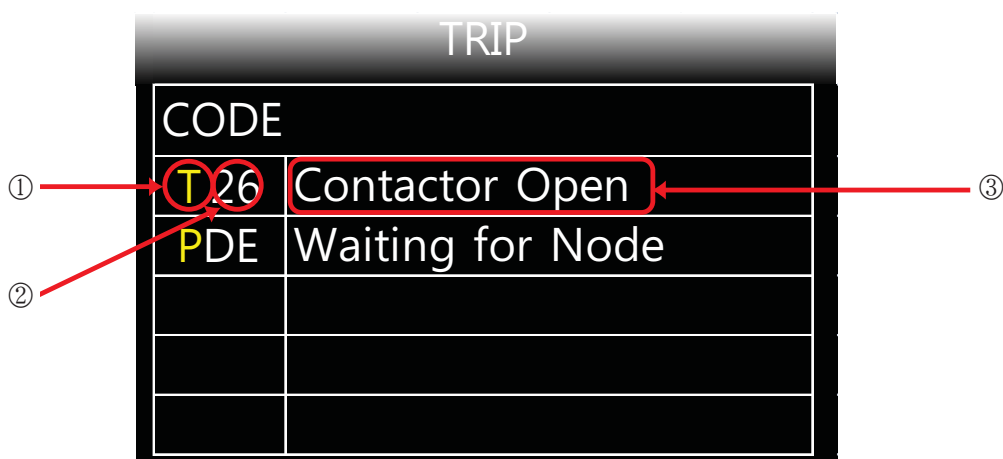 TRIP
CODE
① T26 Contactor Open ③
PDE Waiting for Node
②